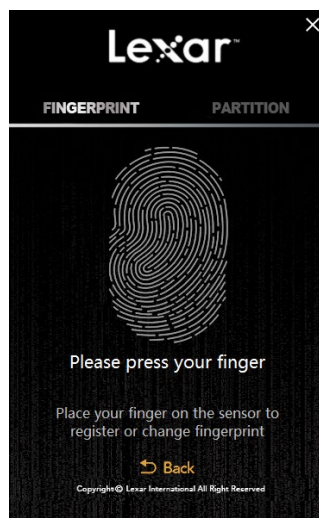 Lexar™
FINGERPRINT PARTITION
Please press your finger
Place your finger on the sensor to
register or change fingerprint
Back
Copyright© Lexar International All Right Reserved